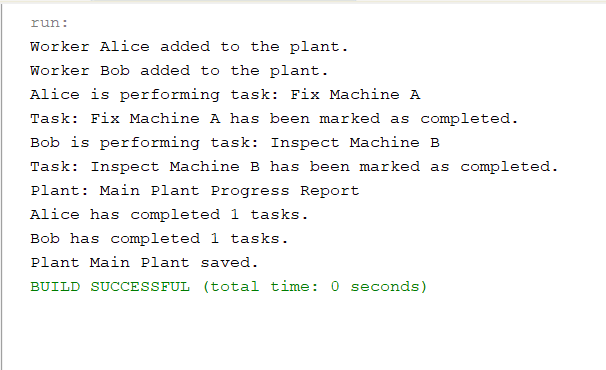 run:
Worker Alice added to the plant.
Worker Bob added to the plant.
Alice is performing task: Fix Machine A
Task: Fix Machine A has been marked as completed.
Bob is performing task: Inspect Machine B
Task: Inspect Machine B has been marked as completed.
Plant: Main Plant Progress Report
Alice has completed 1 tasks.
Bob has completed 1 tasks.
Plant Main Plant saved.
BUILD SUCCESSFUL (total time: 0 seconds)